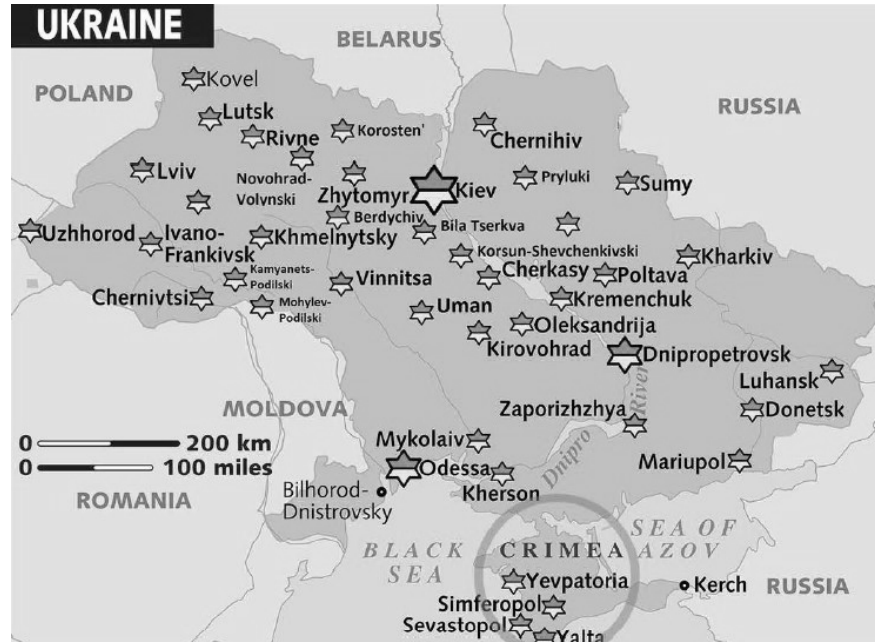 UKRAINE
BELARUS
POLAND
RUSSIA
Kovel
Lutsk
Rivne
Korosten'
Chernihiv
Lviv
Novohrad-
Volynski
Zhytomyr
Kiev
Pryluki
Sumy
Uzhhorod
Ivano-
Frankivsk
Khmelnytsky
Berdychiv
Bila Tserkva
Korsun-Shevchenkivski
Kharkiv
Kamyanets-
Podilski
Vinnitsa
Cherkasy
Poltava
Chernivtsi
Mohylev-
Podilski
Uman
Kremenchuk
Oleksandrija
Kirovohrad
Dnipropetrovsk
Luhansk
MOLDOVA
Zaporizhzhya
River
Donetsk
0 200 km
0 100 miles
Mykolaiv
Odessa
Dnipro
Mariupol
ROMANIA
Bilhorod-
Dnistrovsky
Kherson
BLACK
SEA
CRIMEA
SEA OF
AZOV
Yevpatoria
Kerch
RUSSIA
Simferopol
Sevastopol
Yalta